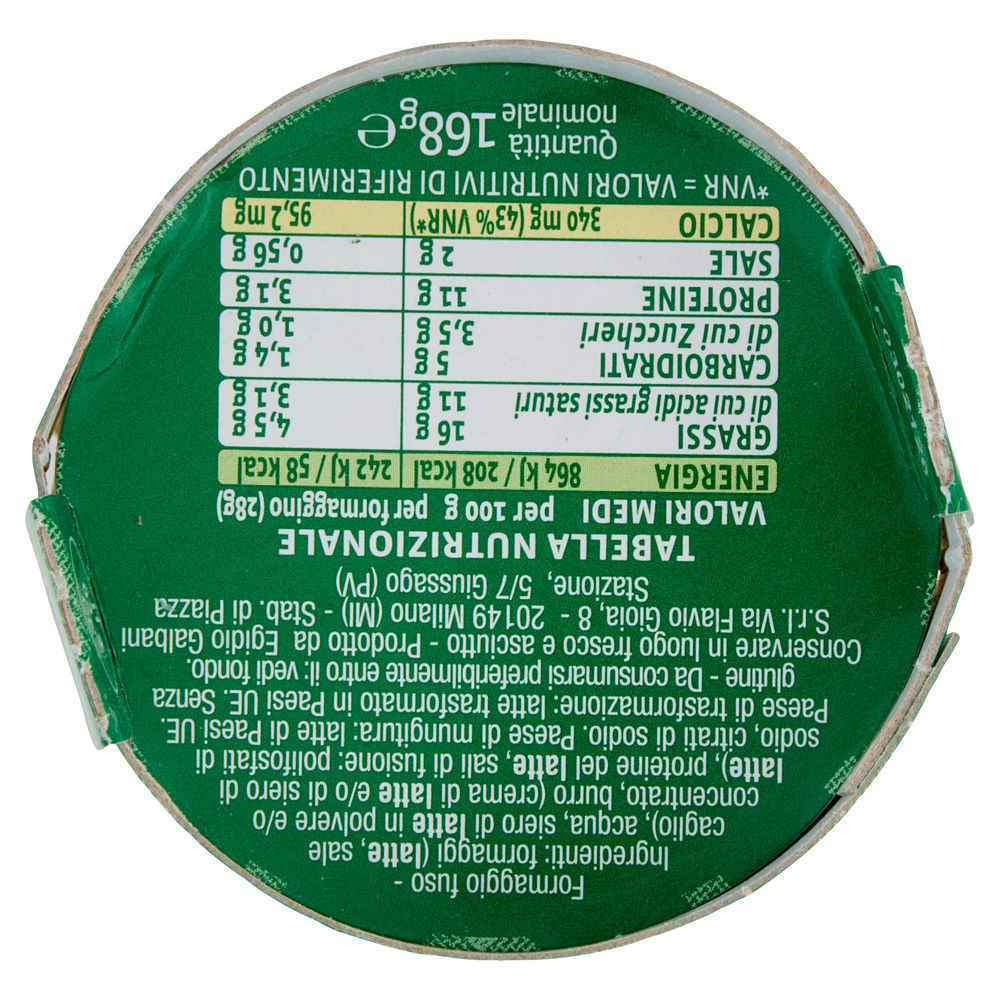 Formaggio fuso -
Ingredienti: formaggi (latte, sale
caglio), acqua, siero di latte in polvere e/o
concentrato, burro (crema di latte e/o di siero di
latte), proteine del latte, sali di fusione: polifosfati di
sodio, citrati di sodio. Paese di mungitura: latte di Paesi UE.
Paese di trasformazione: latte trasformato in Paesi UE. Senza
glutine - Da consumarsi preferibilmente entro il: vedi fondo.
Conservare in luogo fresco e asciutto - Prodotto da Egidio Galbani
S.r.l. Via Flavio Gioia, 8 - 20149 Milano (MI) - Stab. di Piazza
Stazione, 5/7 Giussago (PV)
TABELLA NUTRIZIONALE
VALORI MEDI per 100 g per formaggino (28g)
ENERGIA 864 kJ / 208 kcal 242 kJ / 58 kcal
GRASSI 16 g 4,5 g
di cui acidi grassi saturi 11 g 3,1 g
CARBOIDRATI 5 g 1,4 g
di cui Zuccheri 3,5 g 1,0 g
PROTEINE 11 g 3,1 g
SALE 2 g 0,56 g
CALCIO 340 mg (43% VNR*) 95,2 mg
*VNR = VALORI NUTRITIVI DI RIFERIMENTO
Quantità
nominale 168g e